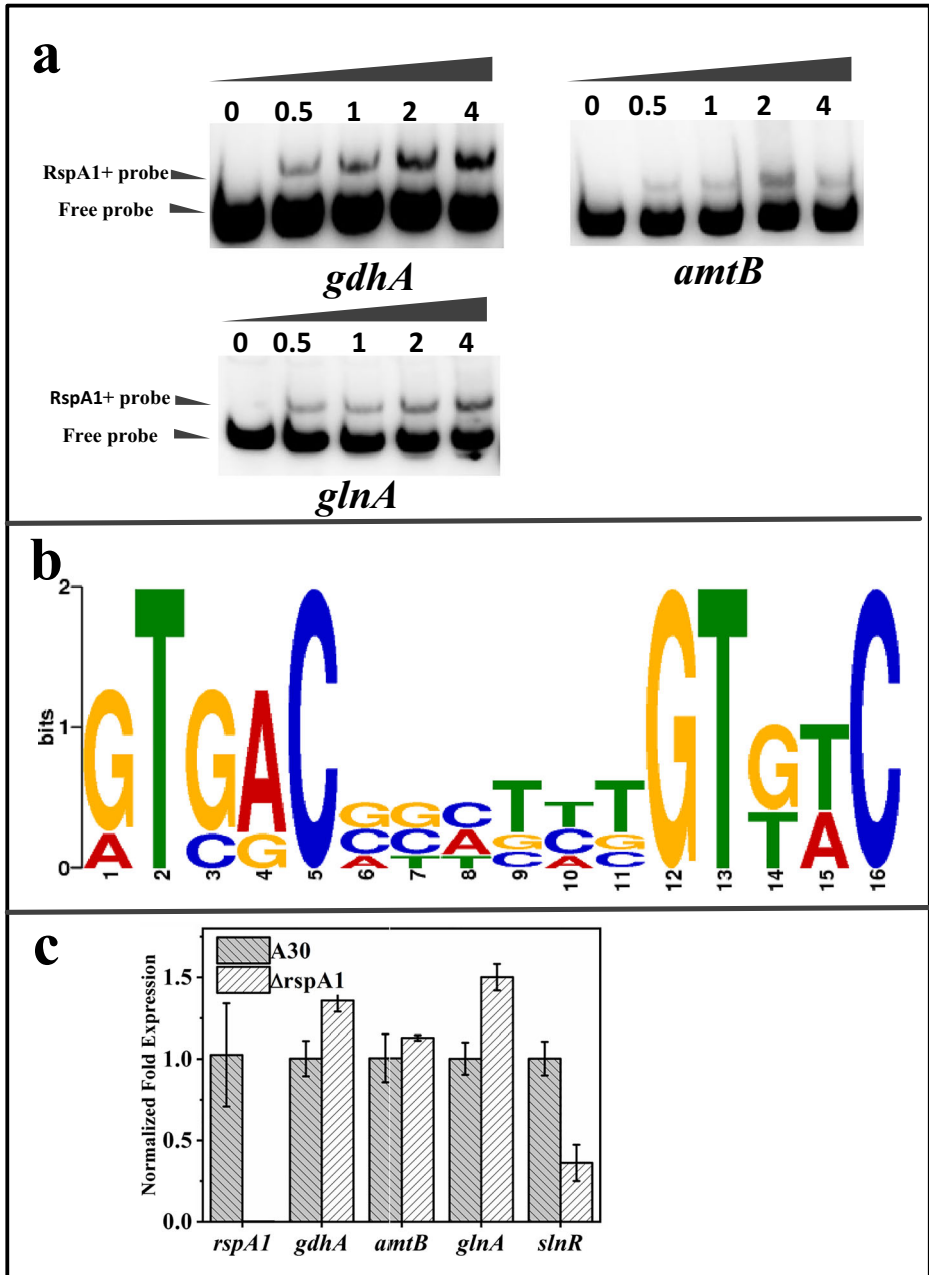 a
0 0.5 1 2 4
0 0.5 1 2 4
RspA1+ probe
Free probe
gdhA
amtB
0 0.5 1 2 4
RspA1+ probe
Free probe
glnA
b
2
1
0
bits
G T G A C G G C T T T G T G T C
A C G C C A G C G T A
A T T C A C
1 2 3 4 5 6 7 8 9 10 11 12 13 14 15 16
c
A30
ΔrspA1
Normalized Fold Expression
1.5
1.0
0.5
0.0
rspA1 gdhA amtB glnA slnR